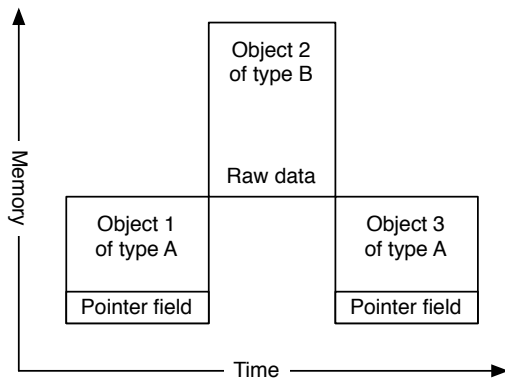 Object 2
of type B
Raw data
Memory
Object 1
of type A
Object 3
of type A
Pointer field
Pointer field
Time